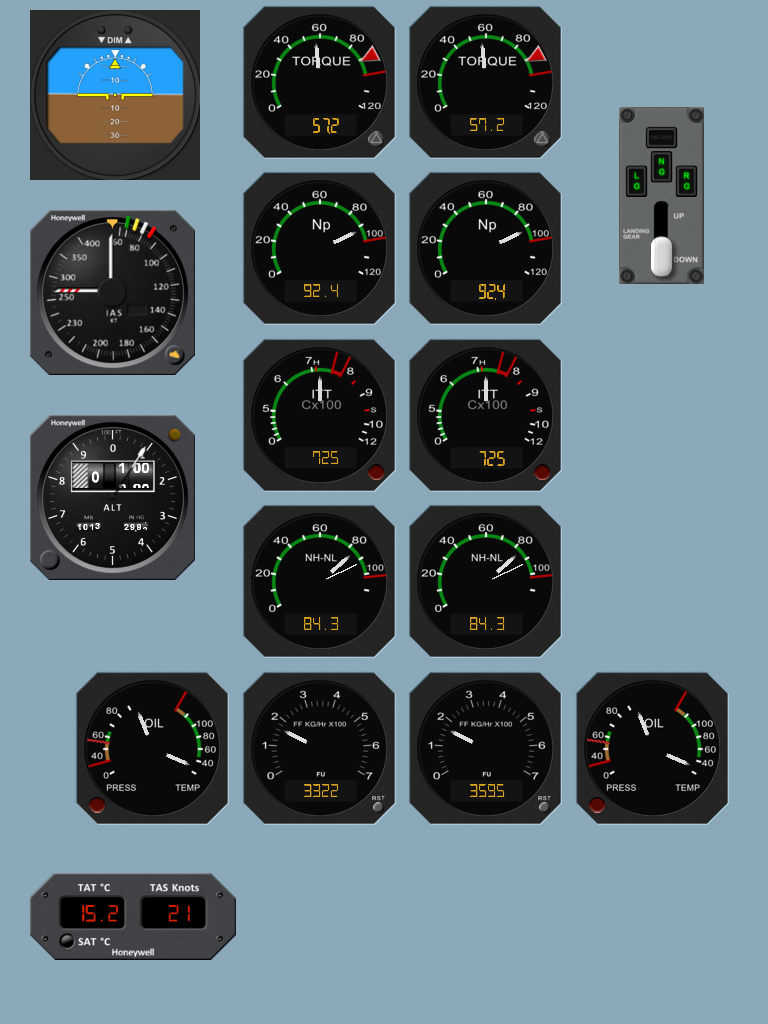 ▼ DIM ▲
10
10
20
30
Honeywell
400
60
80
350
100
300
120
250
140
IAS
KT
230
160
200
180
Honeywell
100 FT
0
9
8
0
1 00
2
ALT
7
MB
IN HG
3
1013
29.9
6
5
4
60
40
80
TORQUE
20
0
120
57.2
60
40
80
TORQUE
20
0
120
57.2
60
40
80
Np
20
100
0
120
92.4
60
40
80
Np
20
100
0
120
92.4
7H
8
6
ITT
9
Cx100
5
S
10
0
12
725
7H
8
6
ITT
9
Cx100
5
S
10
0
12
725
60
40
80
NH-NL
20
100
0
84.3
60
40
80
NH-NL
20
100
0
84.3
80
OIL
100
60
80
60
40
40
0
PRESS
TEMP
3
4
2
5
FF KG/Hr X100
1
6
0
7
FU
3322
RST
3
4
2
5
FF KG/Hr X100
1
6
0
7
FU
3595
RST
80
OIL
100
60
80
60
40
40
0
PRESS
TEMP
N
G
L
G
R
G
UP
LANDING
GEAR
DOWN
TAT °C
TAS Knots
15.2
21
SAT °C
Honeywell